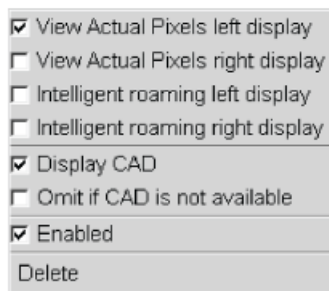 View Actual Pixels left display
View Actual Pixels right display
Intelligent roaming left display
Intelligent roaming right display
Display CAD
Omit if CAD is not available
Enabled
Delete